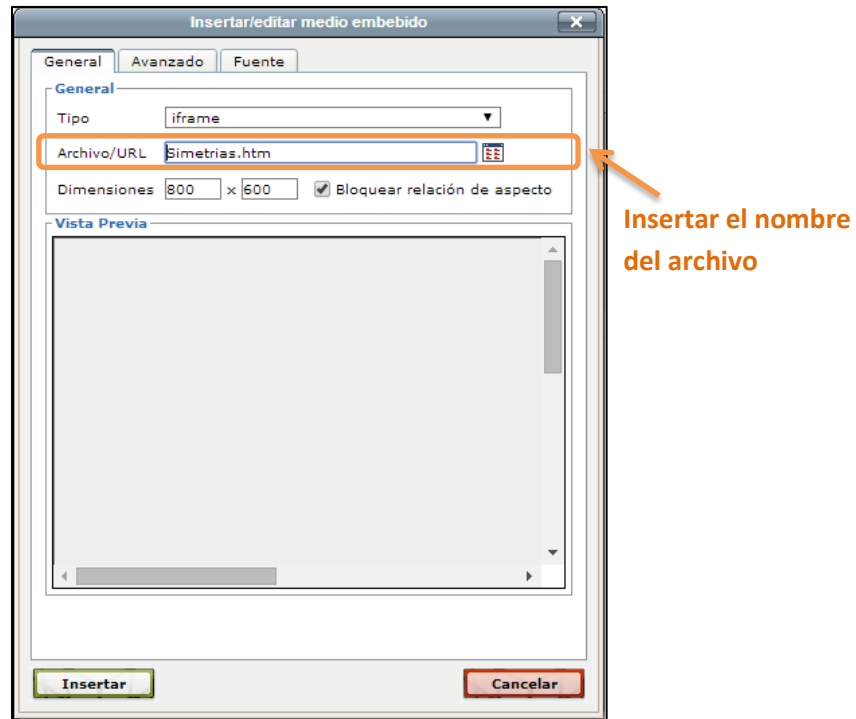 Insertar/editar medio embebido
General Avanzado Fuente
General
Tipo iframe
Archivo/URL Simetrias.htm
Dimensiones 800 x 600 Bloquear relación de aspecto
Vista Previa
Insertar el nombre
del archivo
Insertar Cancelar